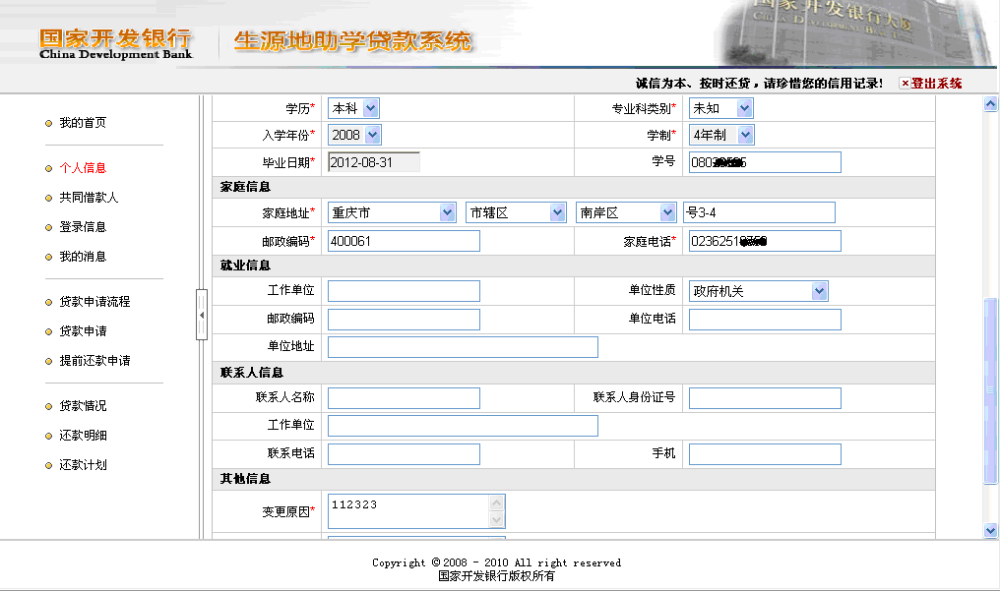 国家开发银行
China Development Bank
生源地助学贷款系统
国家开发银行大厦
诚信为本、按时还贷，请珍惜您的信用记录！ 登出系统
我的首页
个人信息
共同借款人
登录信息
我的消息
贷款申请流程
贷款申请
提前还款申请
贷款情况
还款明细
还款计划
学历* 本科 专业科类别* 未知
入学年份* 2008 学制* 4年制
毕业日期* 2012-08-31 学号 080
家庭信息
家庭地址* 重庆市 市辖区 南岸区 号3-4
邮政编码* 400061 家庭电话* 02362510
就业信息
工作单位 单位性质 政府机关
邮政编码 单位电话
单位地址
联系人信息
联系人名称 联系人身份证号
工作单位
联系电话 手机
其他信息
变更原因* 112323
Copyright ©2008 - 2010 All right reserved
国家开发银行版权所有